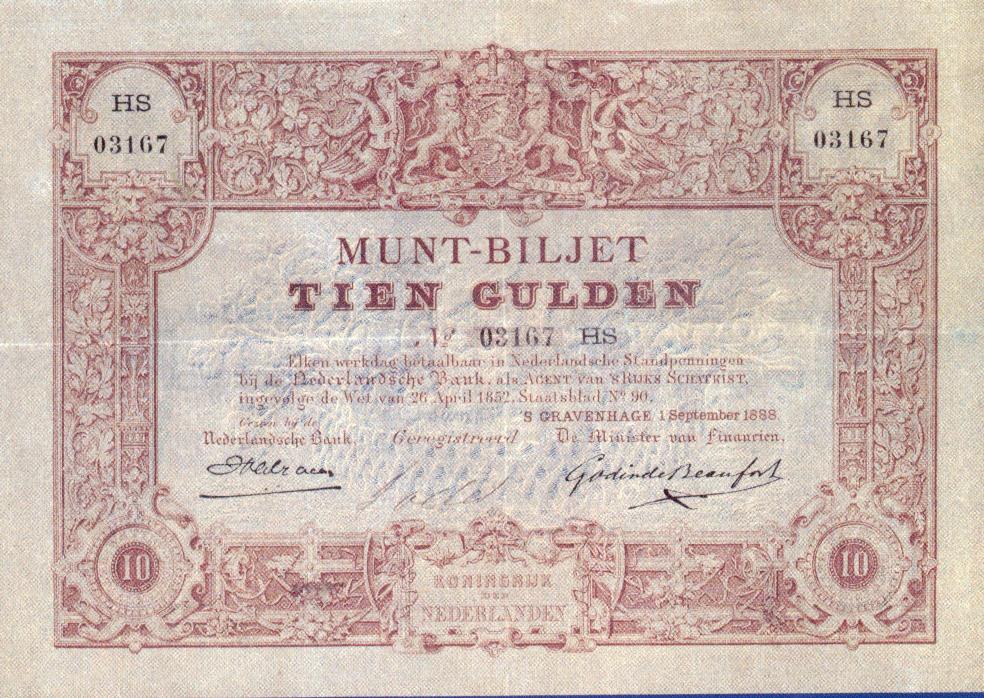 HS
03167
HS
03167
MUNT-BILJET
TIEN GULDEN
Nº 03167 HS
Elken werkdag betaalbaar in Nederlandsche Standpenningen
bij de Nederlandsche Bank, als AGENT van 'S RIJKS SCHATKIST,
ingevolge de Wet van 26 April 1852, Staatsblad Nº 90.
'S GRAVENHAGE 1 September 1888.
Gezien bij de
Nederlandsche Bank, Geregistreerd De Minister van Financien,
Godin de Beaufort
10
10
KONINGRIJK
DER
NEDERLANDEN